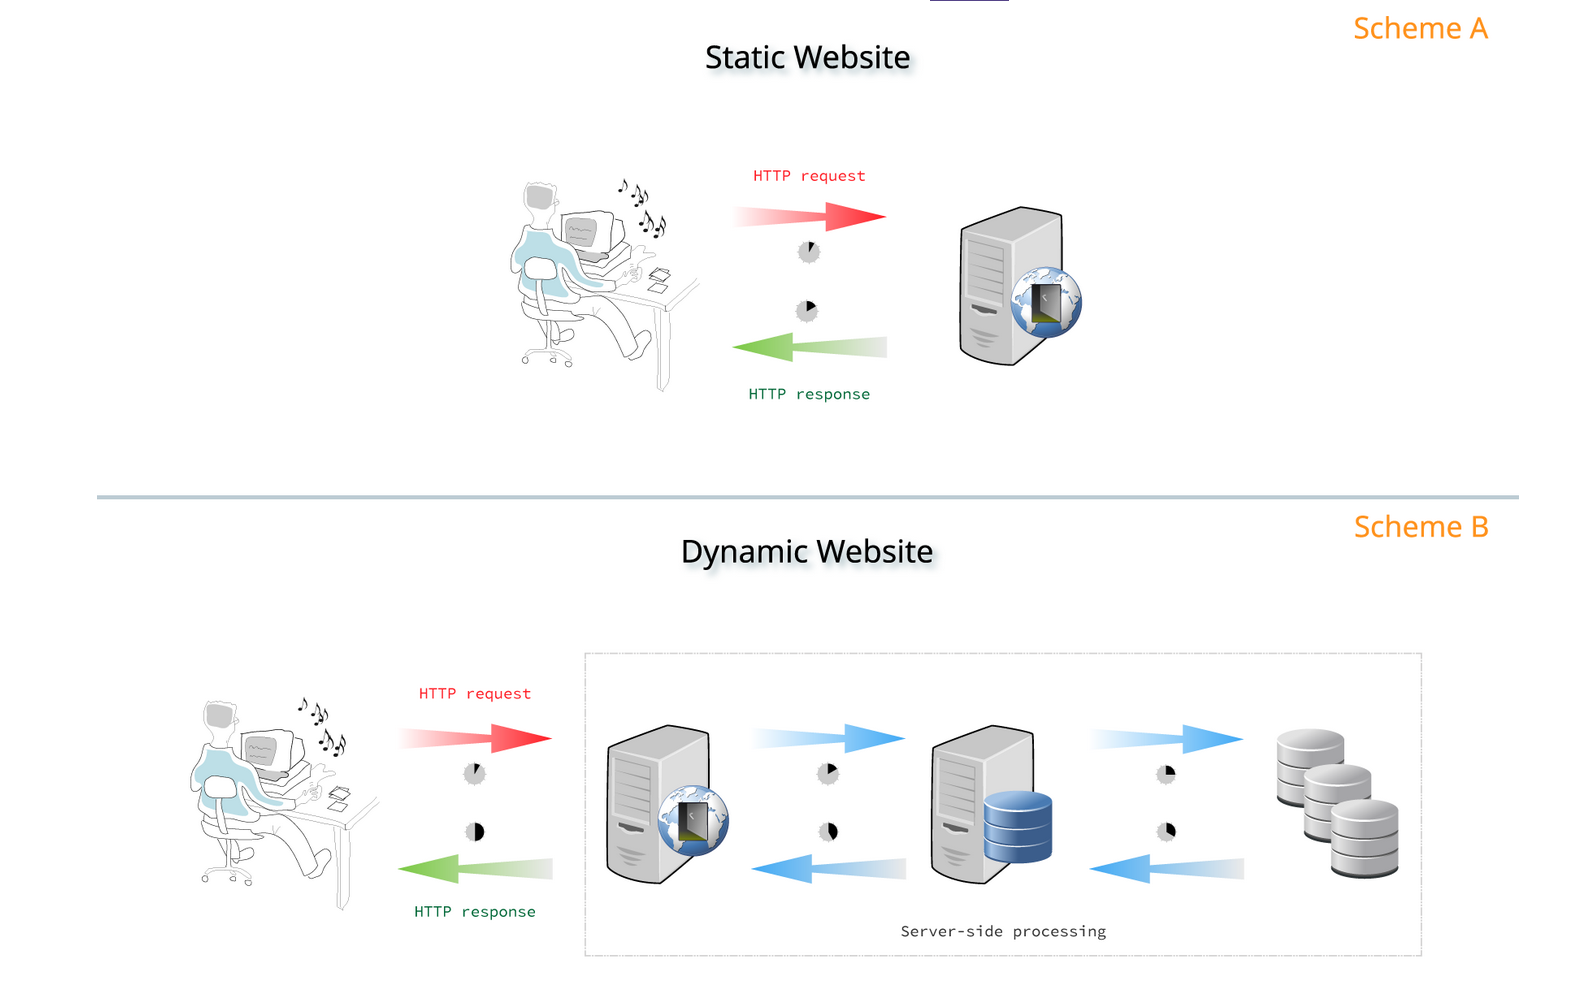 Scheme A
Static Website
HTTP request
HTTP response
Scheme B
Dynamic Website
HTTP request
HTTP response
Server-side processing